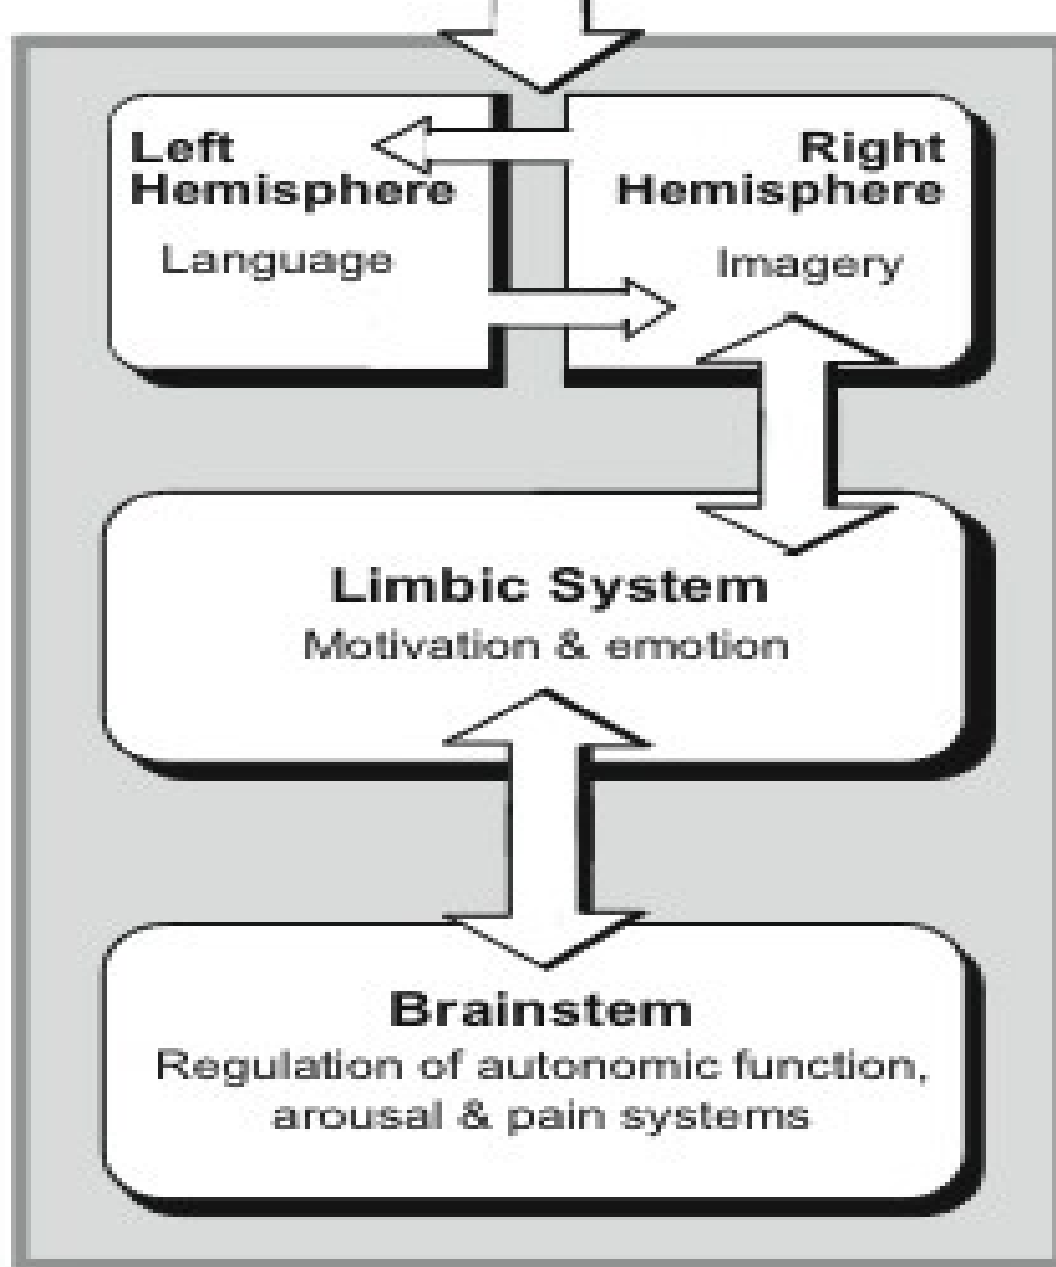 Left
Hemisphere
Language
Right
Hemisphere
Imagery
Limbic System
Motivation & emotion
Brainstem
Regulation of autonomic function,
arousal & pain systems